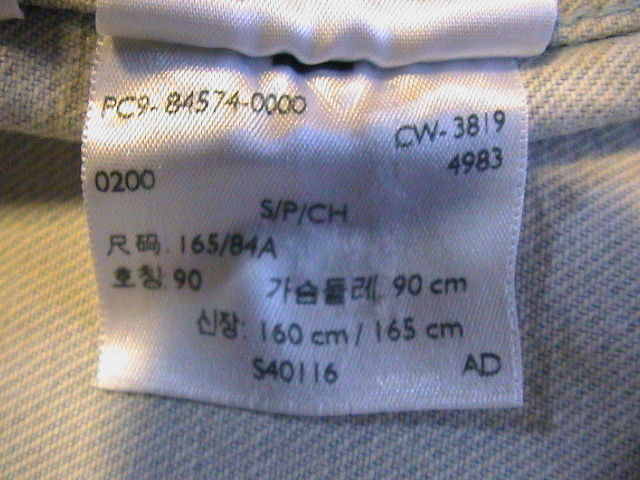 PC9-84574-0000
CW-3819
4983
0200
S/P/CH
尺码. 165/84A
호칭. 90
가슴둘레. 90 cm
신장: 160 cm / 165 cm
S40116
AD